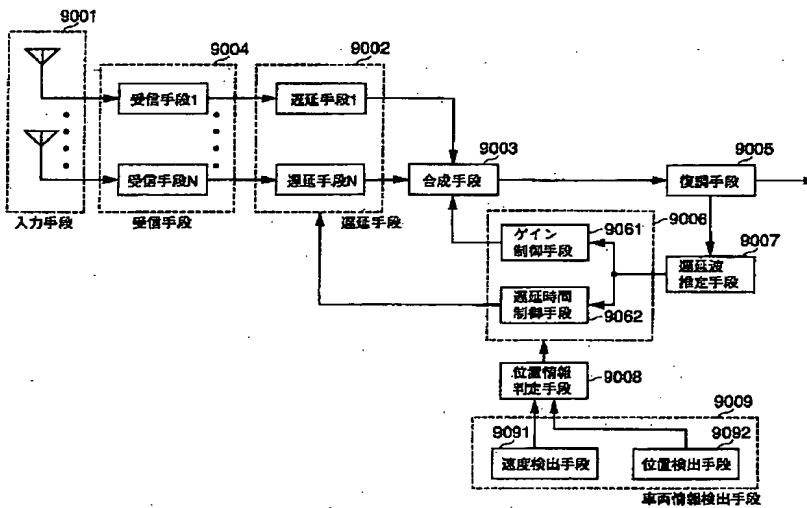 9001
9004
9002
受信手段1
遅延手段1
9003
9005
受信手段N
遅延手段N
合成手段
復調手段
入力手段
受信手段
遅延手段
9006
9061
ゲイン
制御手段
9007
遅延波
推定手段
遅延時間
制御手段
9062
位置情報
判定手段
9008
9009
9091
9092
速度検出手段
位置検出手段
車両情報検出手段